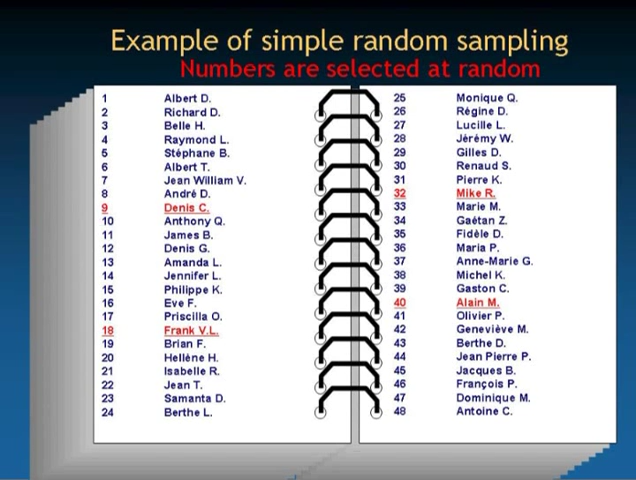 Example of simple random sampling
Numbers are selected at random
1 Albert D.
2 Richard D.
3 Belle H.
4 Raymond L.
5 Stéphane B.
6 Albert T.
7 Jean William V.
8 André D.
9 Denis C.
10 Anthony Q.
11 James B.
12 Denis G.
13 Amanda L.
14 Jennifer L.
15 Philippe K.
16 Eve F.
17 Priscilla O.
18 Frank V.L.
19 Brian F.
20 Hellène H.
21 Isabelle R.
22 Jean T.
23 Samanta D.
24 Berthe L.
25 Monique Q.
26 Régine D.
27 Lucille L.
28 Jérémy W.
29 Gilles D.
30 Renaud S.
31 Pierre K.
32 Mike R.
33 Marie M.
34 Gaétan Z.
35 Fidèle D.
36 Maria P.
37 Anne-Marie G.
38 Michel K.
39 Gaston C.
40 Alain M.
41 Olivier P.
42 Geneviève M.
43 Berthe D.
44 Jean Pierre P.
45 Jacques B.
46 François P.
47 Dominique M.
48 Antoine C.